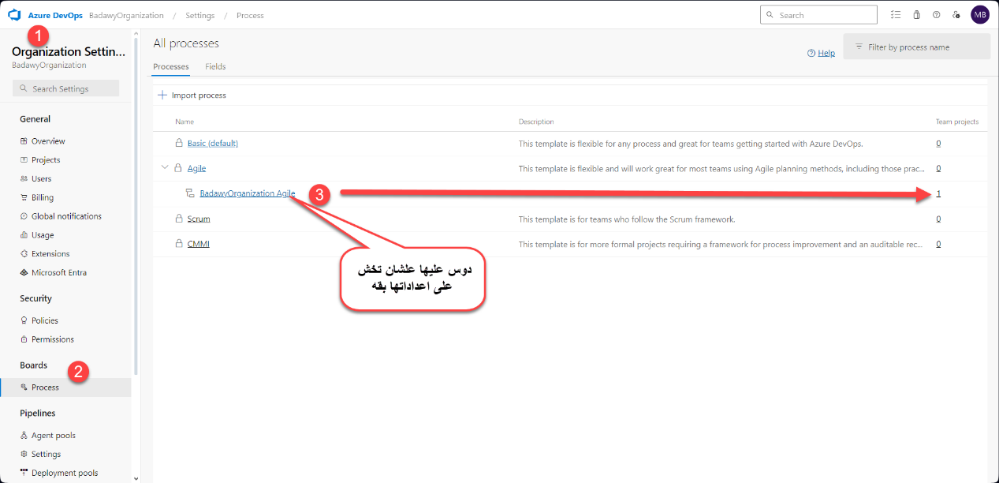 Azure DevOps BadawyOrganization / Settings / Process
Search
MB
1
Organization Settin...
BadawyOrganization
Search Settings
General
Overview
Projects
Users
Billing
Global notifications
Usage
Extensions
Microsoft Entra
Security
Policies
Permissions
Boards
2
Process
Pipelines
Agent pools
Settings
Deployment pools
All processes
Help
Filter by process name
Processes Fields
Import process
Name Description Team projects
Basic (default) This template is flexible for any process and great for teams getting started with Azure DevOps. 0
Agile This template is flexible and will work great for most teams using Agile planning methods, including those prac... 0
BadawyOrganization Agile 3 1
Scrum This template is for teams who follow the Scrum framework. 0
CMMI This template is for more formal projects requiring a framework for process improvement and an auditable rec... 0
دوس عليها علشان تخش
على اعداداتها بقه